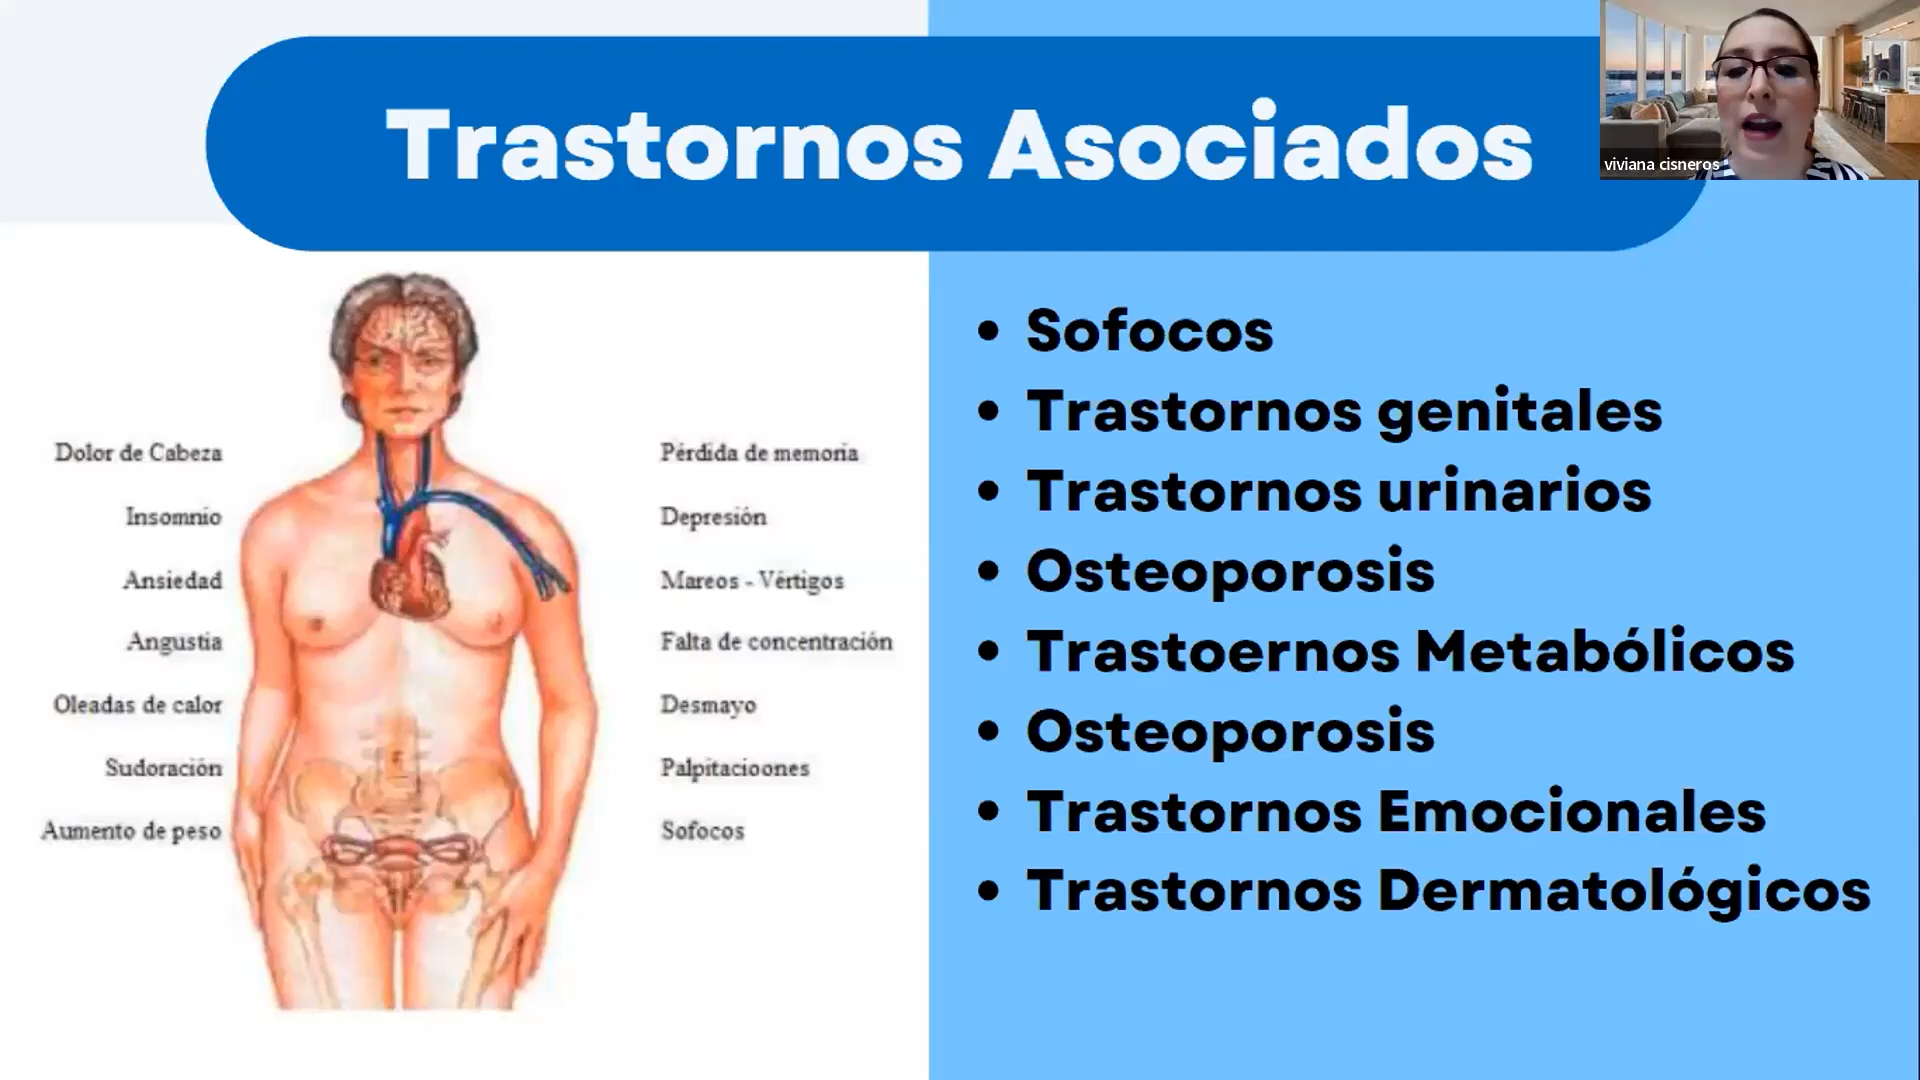 Trastornos Asociados
viviana cisneros
Dolor de Cabeza
Insomnio
Ansiedad
Angustia
Oleadas de calor
Sudoración
Aumento de peso
Pérdida de memoria
Depresión
Mareos - Vértigos
Falta de concentración
Desmayo
Palpitacioones
Sofocos
• Sofocos
• Trastornos genitales
• Trastornos urinarios
• Osteoporosis
• Trastoernos Metabólicos
• Osteoporosis
• Trastornos Emocionales
• Trastornos Dermatológicos